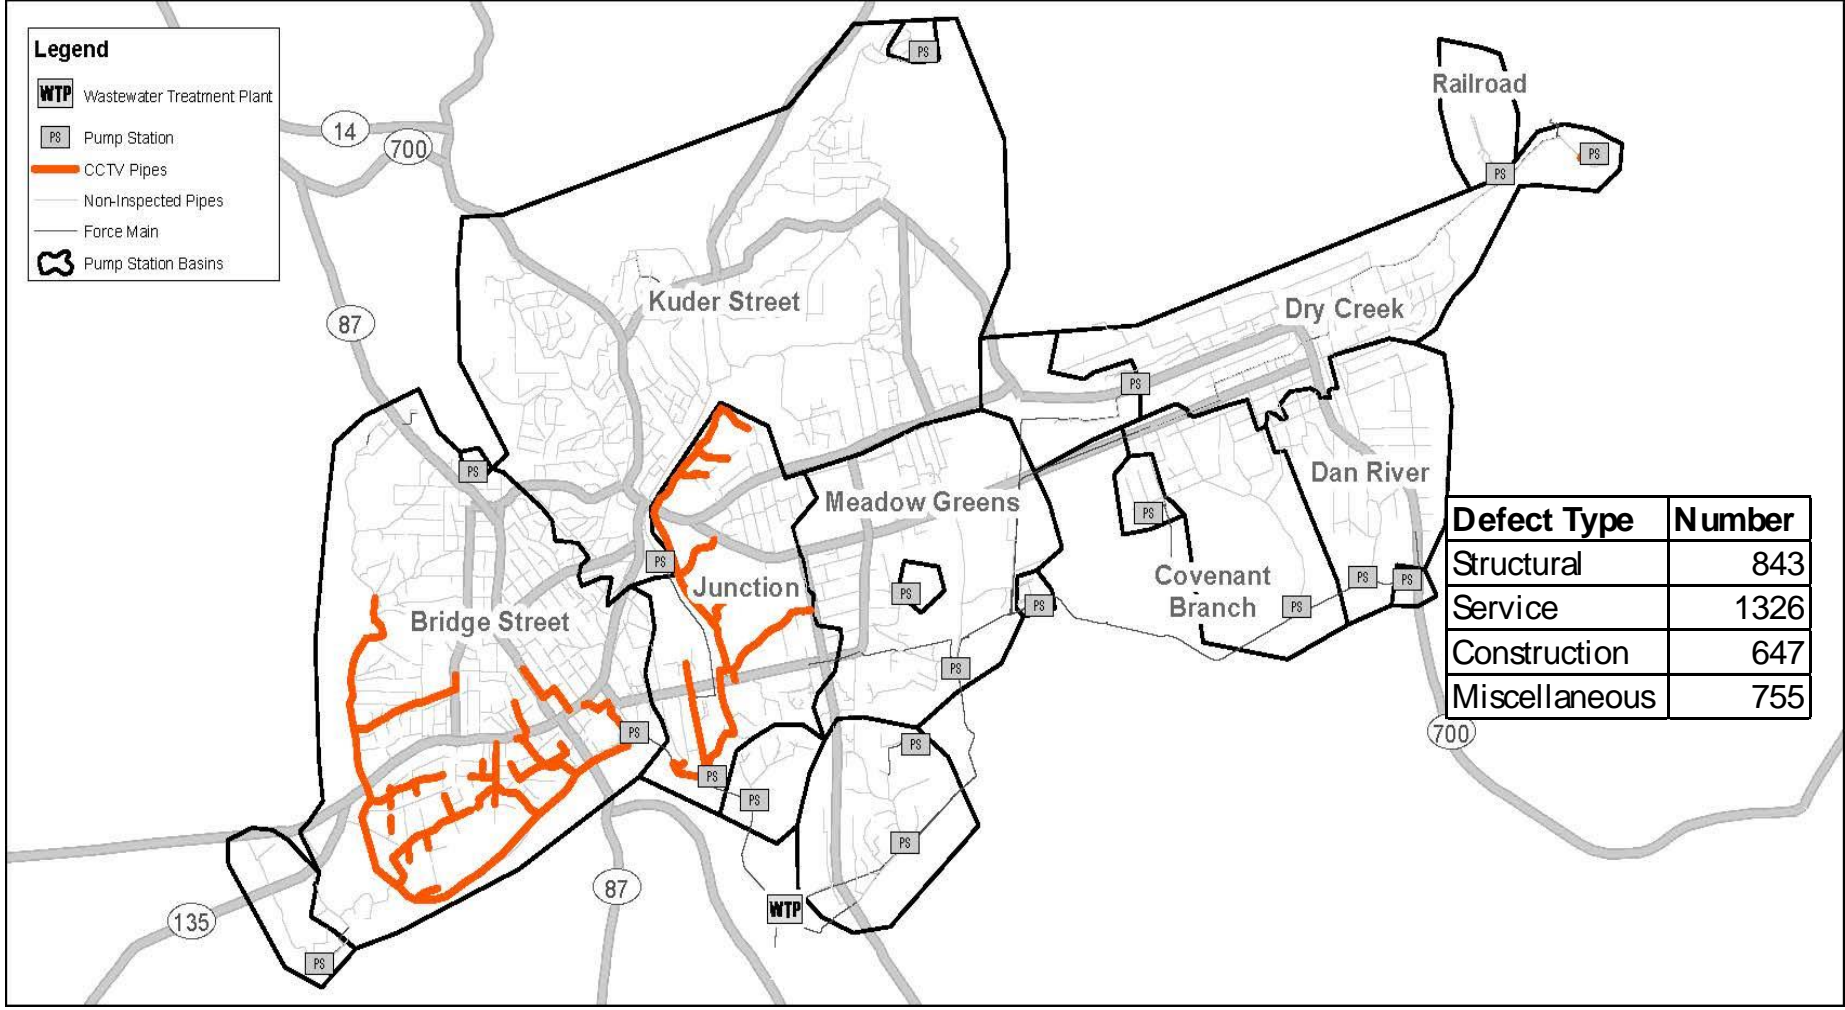 Legend
WTP Wastewater Treatment Plant
PS Pump Station
CCTV Pipes
Non-Inspected Pipes
Force Main
Pump Station Basins
PS
Railroad
14
700
PS
PS
Kuder Street
Dry Creek
87
PS
PS
Dan River
Meadow Greens
PS
Defect Type Number
Structural 843
Service 1326
Construction 647
Miscellaneous 755
PS
Junction
Covenant
Branch
PS
PS
PS
PS
PS
Bridge Street
PS
PS
PS
700
PS
PS
PS
87
WTP
135
PS